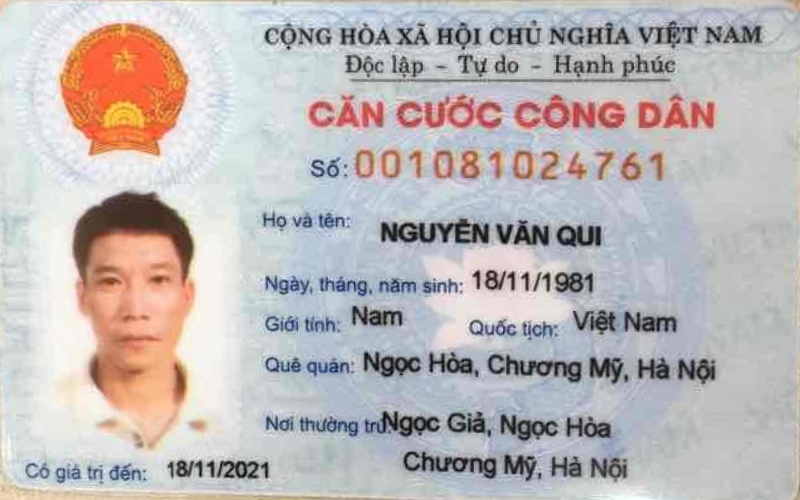 CỘNG HÒA XÃ HỘI CHỦ NGHĨA VIỆT NAM
Độc lập - Tự do - Hạnh phúc
CĂN CƯỚC CÔNG DÂN
Số: 001081024761
Họ và tên: NGUYỄN VĂN QUI
Ngày, tháng, năm sinh: 18/11/1981
Giới tính: Nam Quốc tịch: Việt Nam
Quê quán: Ngọc Hòa, Chương Mỹ, Hà Nội
Nơi thường trú: Ngọc Giả, Ngọc Hòa
Chương Mỹ, Hà Nội
Có giá trị đến: 18/11/2021